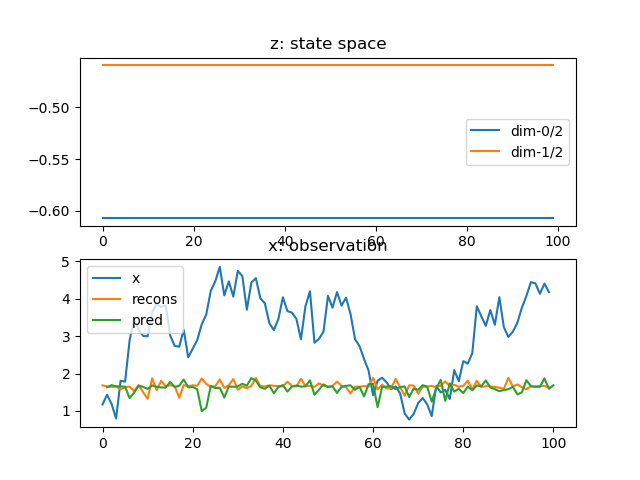 z: state space
−0.50
−0.55
−0.60
dim-0/2
dim-1/2
0 20 40 60 80 100
x: observation
5
4
3
2
1
x
recons
pred
0 20 40 60 80 100